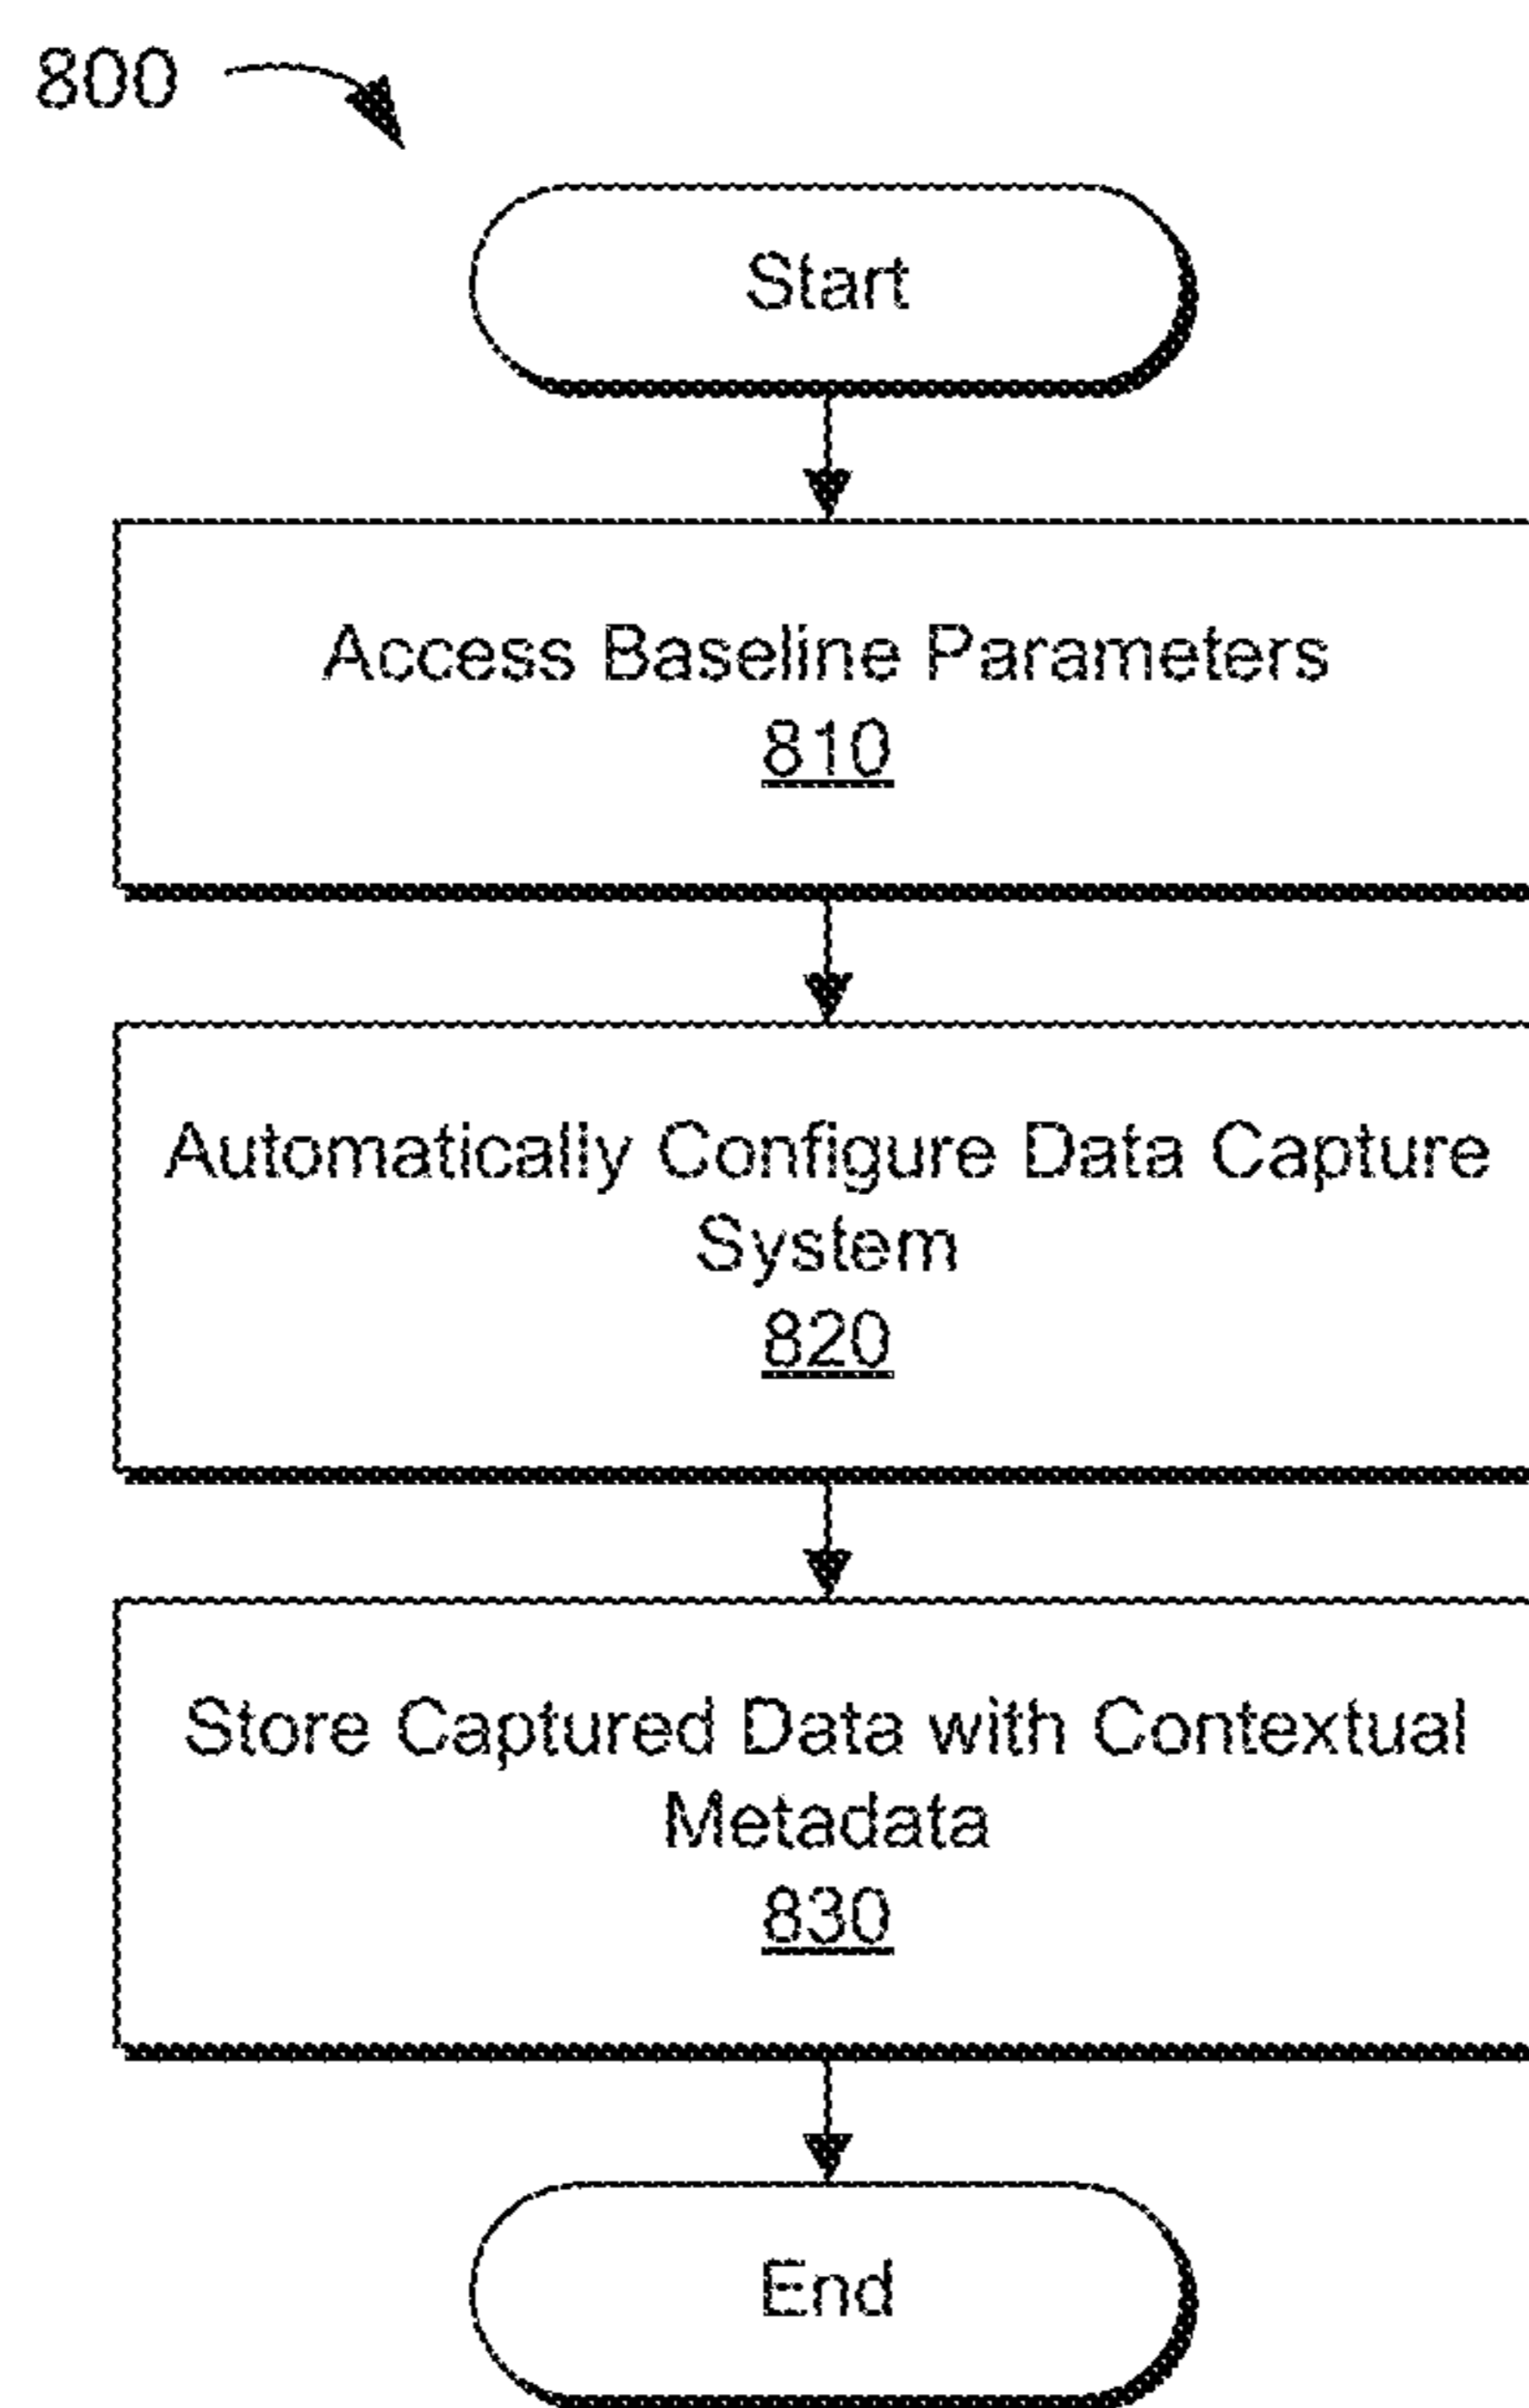 800
Start
Access Baseline Parameters
810
Automatically Configure Data Capture
System
820
Store Captured Data with Contextual
Metadata
830
End